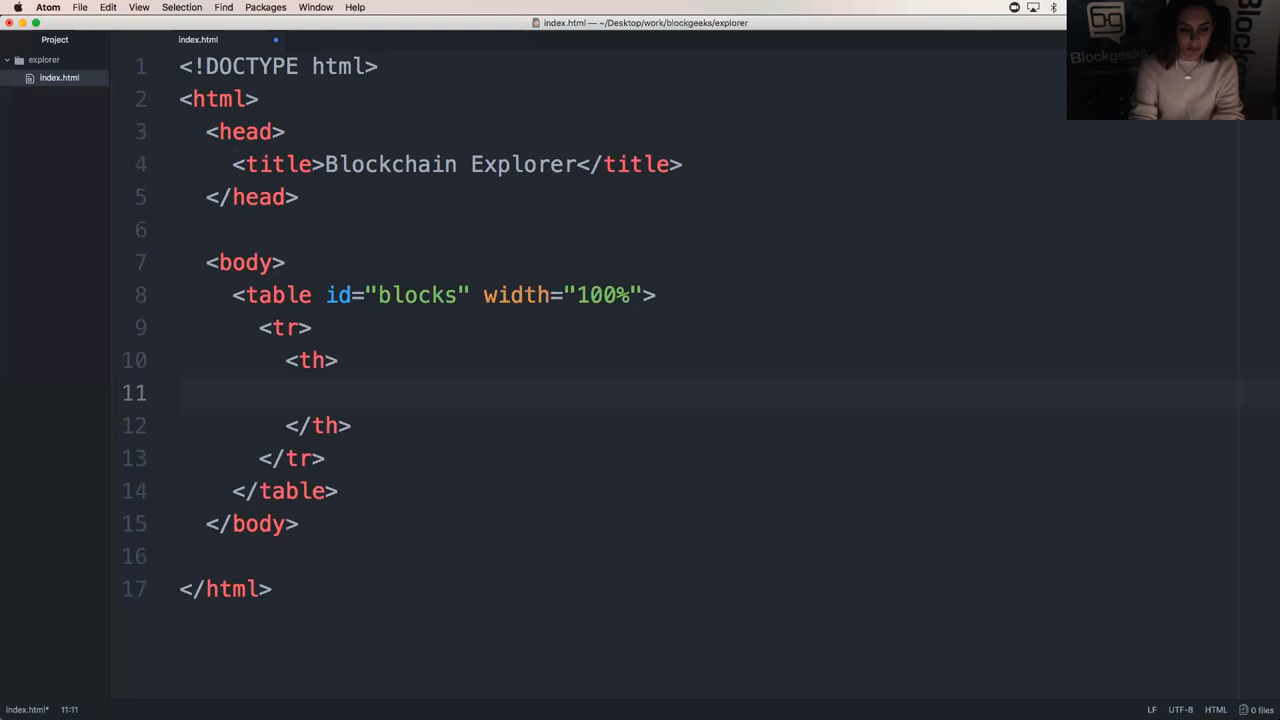 Atom File Edit View Selection Find Packages Window Help
index.html — ~/Desktop/work/blockgeeks/explorer
Project
index.html
explorer
index.html
1 <!DOCTYPE html>
2 <html>
3 <head>
4 <title>Blockchain Explorer</title>
5 </head>
6
7 <body>
8 <table id="blocks" width="100%">
9 <tr>
10 <th>
11
12 </th>
13 </tr>
14 </table>
15 </body>
16
17 </html>
index.html* 11:11
LF UTF-8 HTML 0 files
Blockgeeks
Block